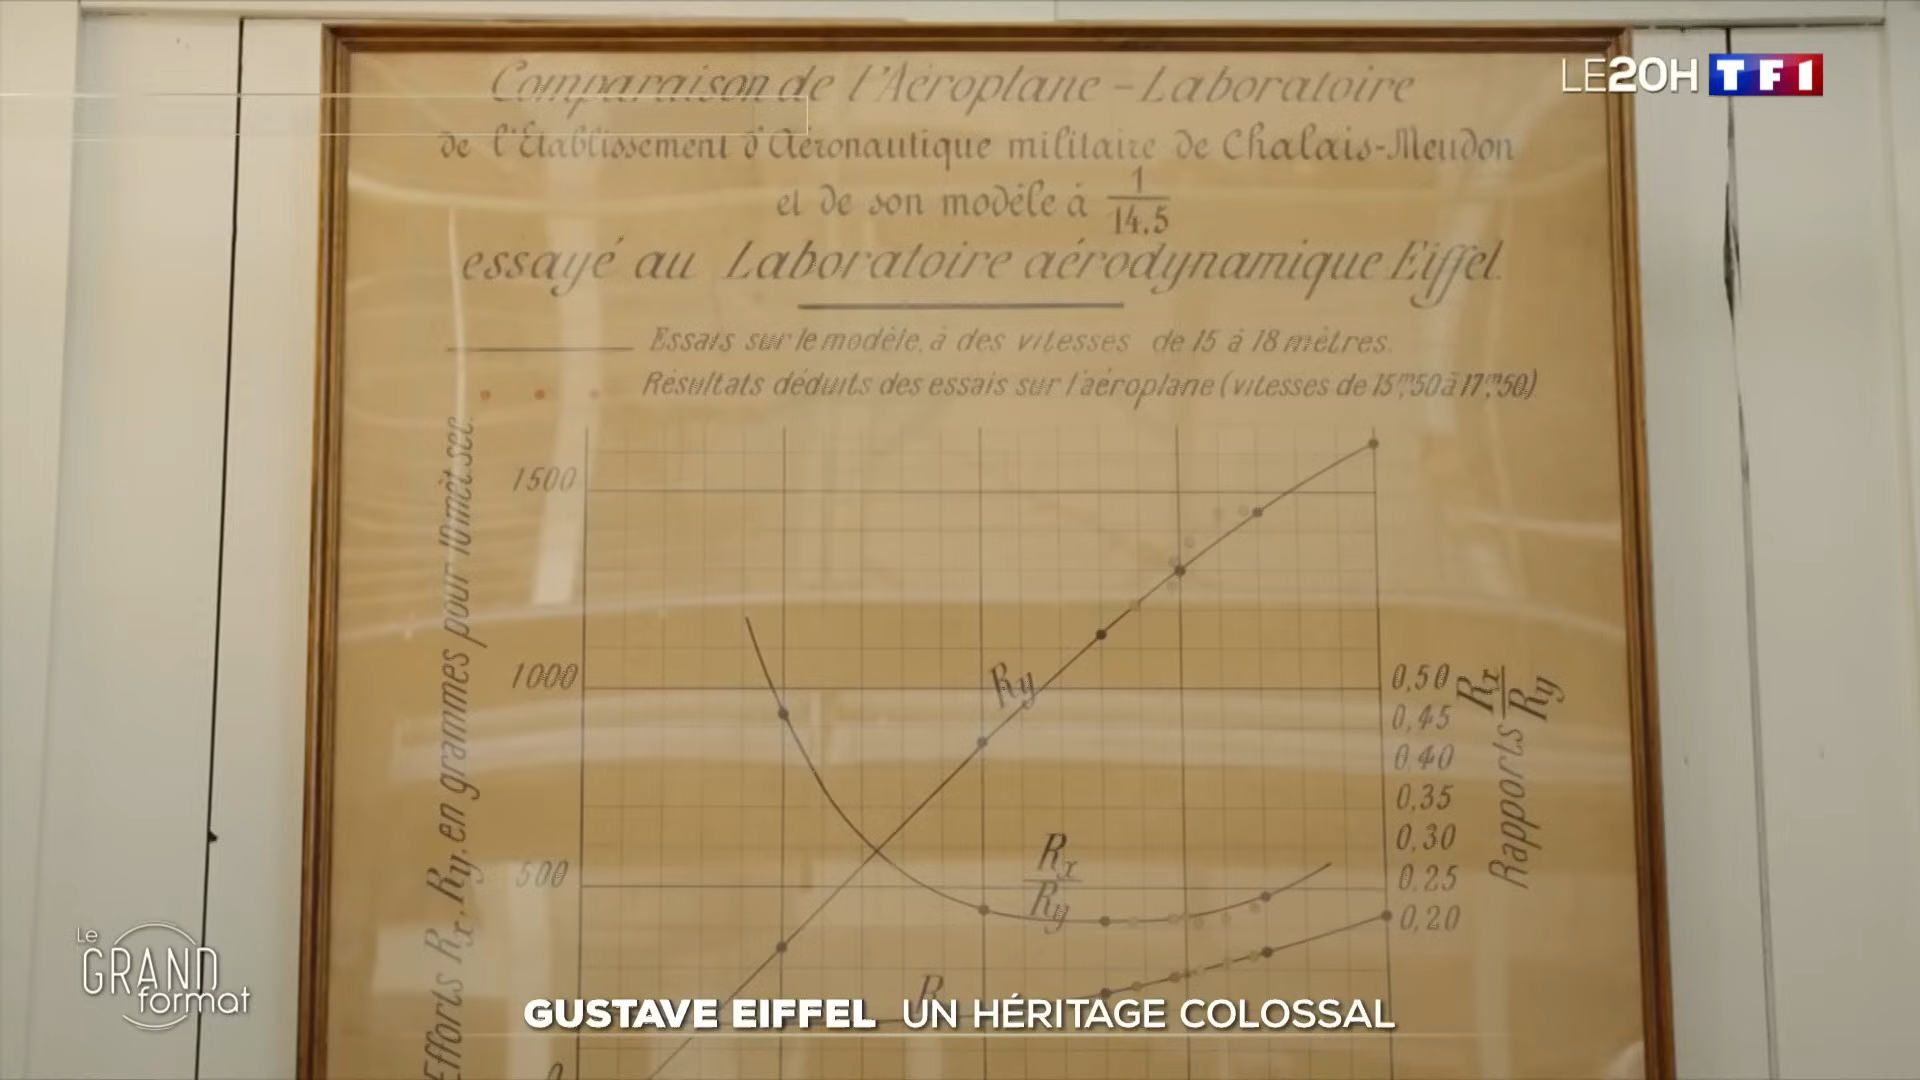 LE20H TF1
Comparaison de l'Aéroplane-Laboratoire
de l'Établissement d'Aéronautique militaire de Chalais-Meudon
et de son modèle à 1/14,5
essayé au Laboratoire aérodynamique Eiffel.
Essais sur le modèle, à des vitesses de 15 à 18 mètres.
Résultats déduits des essais sur l'aéroplane (vitesses de 15m,50 à 17m,50)
Efforts Rx, Ry, en grammes pour 10 mèt. sec.
1500
1000
500
0
Ry
Rx/Ry
0,50
0,45
0,40
0,35
0,30
0,25
0,20
Rapports Rx/Ry
Le
GRAND
format
GUSTAVE EIFFEL UN HÉRITAGE COLOSSAL